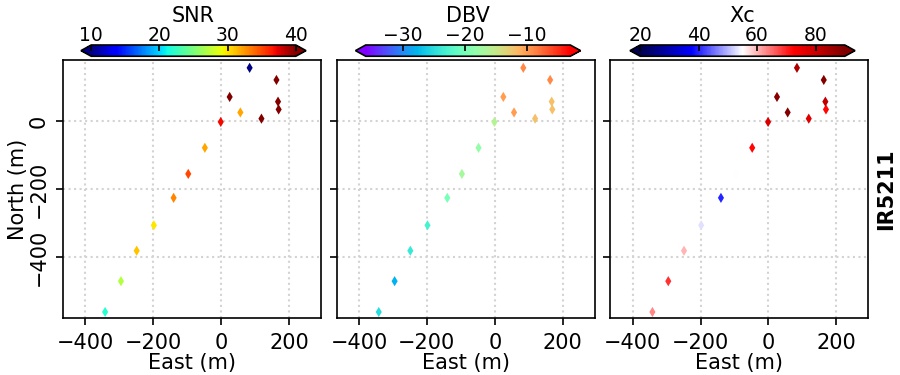 SNR DBV Xc
10 20 30 40 −30 −20 −10 20 40 60 80
North (m)
0
−200
−400
IR5211
−400 −200 0 200 −400 −200 0 200 −400 −200 0 200
East (m) East (m) East (m)